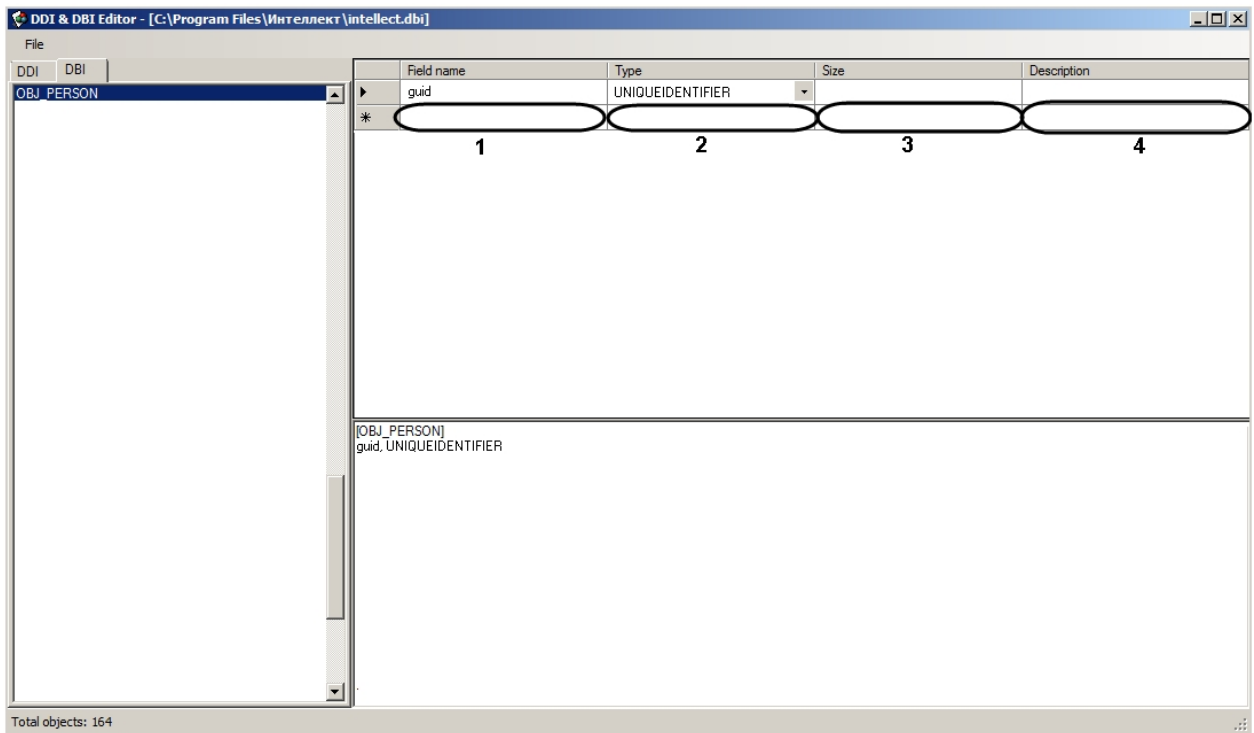 DDI & DBI Editor - [C:\Program Files\Интеллект\intellect.dbi]
File
DDI DBI
OBJ_PERSON
Field name Type Size Description
guid UNIQUEIDENTIFIER
1 2 3 4
[OBJ_PERSON]
guid, UNIQUEIDENTIFIER
.
Total objects: 164